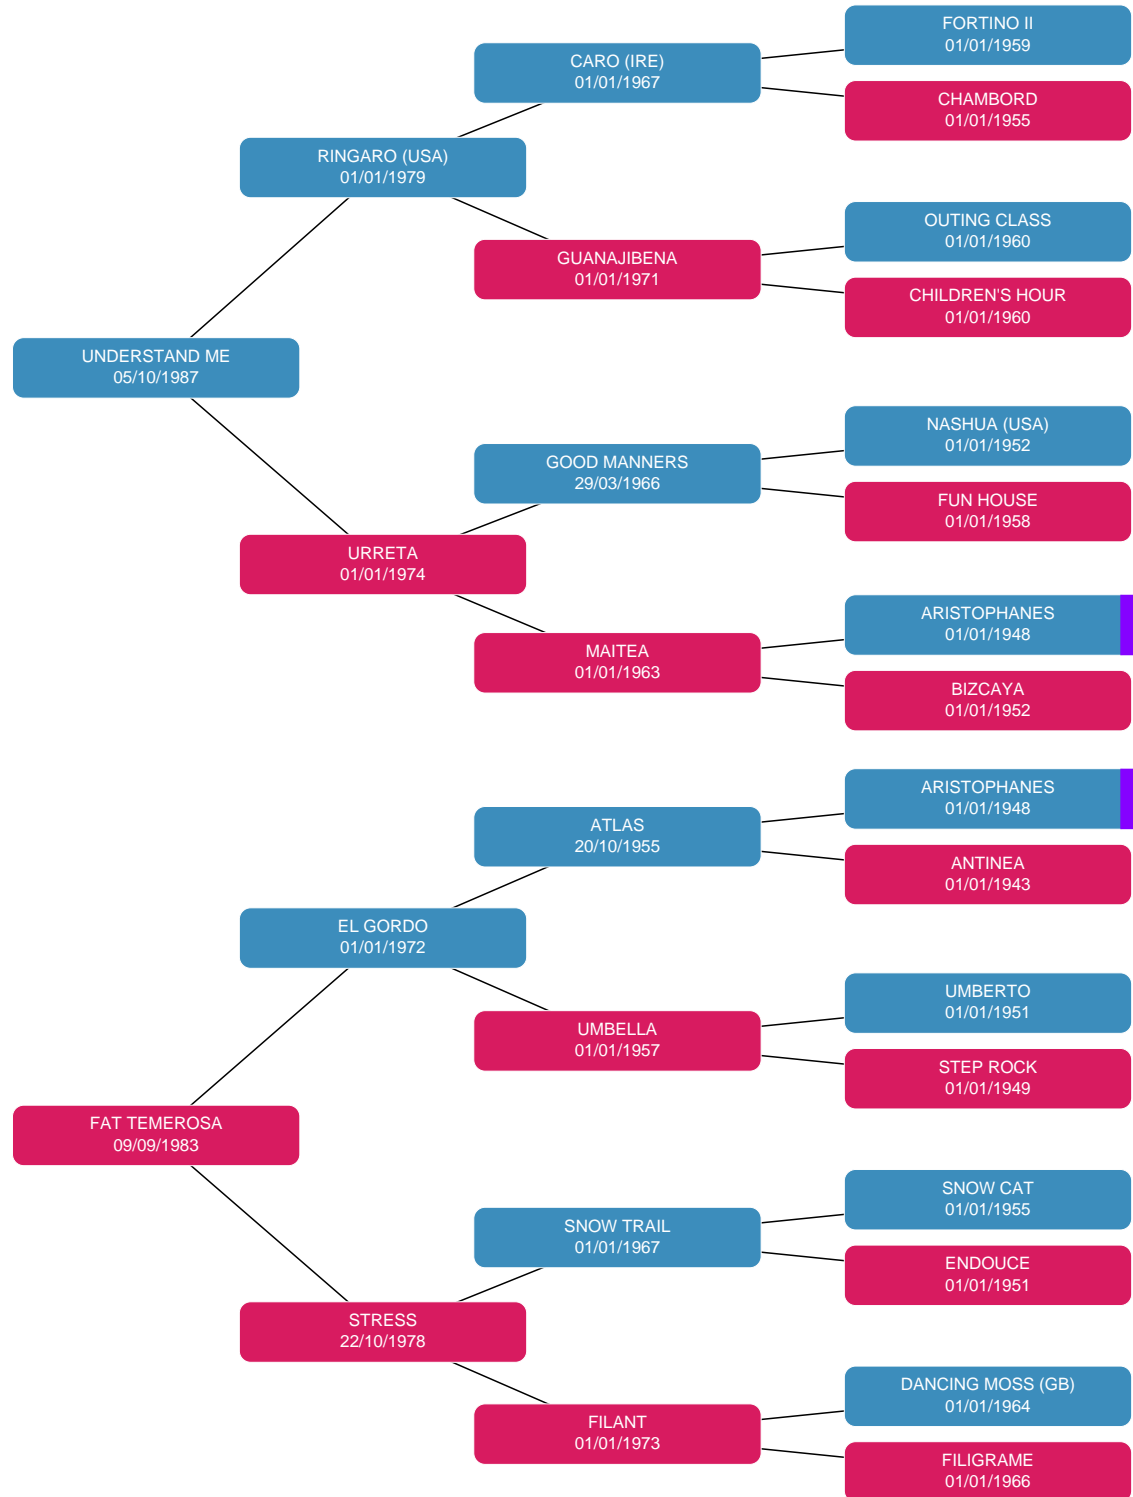 FORTINO II
01/01/1959
CARO (IRE)
01/01/1967
CHAMBORD
01/01/1955
RINGARO (USA)
01/01/1979
OUTING CLASS
01/01/1960
GUANAJIBENA
01/01/1971
CHILDREN'S HOUR
01/01/1960
UNDERSTAND ME
05/10/1987
NASHUA (USA)
01/01/1952
GOOD MANNERS
29/03/1966
FUN HOUSE
01/01/1958
URRETA
01/01/1974
ARISTOPHANES
01/01/1948
MAITEA
01/01/1963
BIZCAYA
01/01/1952
ARISTOPHANES
01/01/1948
ATLAS
20/10/1955
ANTINEA
01/01/1943
EL GORDO
01/01/1972
UMBERTO
01/01/1951
UMBELLA
01/01/1957
STEP ROCK
01/01/1949
FAT TEMEROSA
09/09/1983
SNOW CAT
01/01/1955
SNOW TRAIL
01/01/1967
ENDOUCE
01/01/1951
STRESS
22/10/1978
DANCING MOSS (GB)
01/01/1964
FILANT
01/01/1973
FILIGRAME
01/01/1966